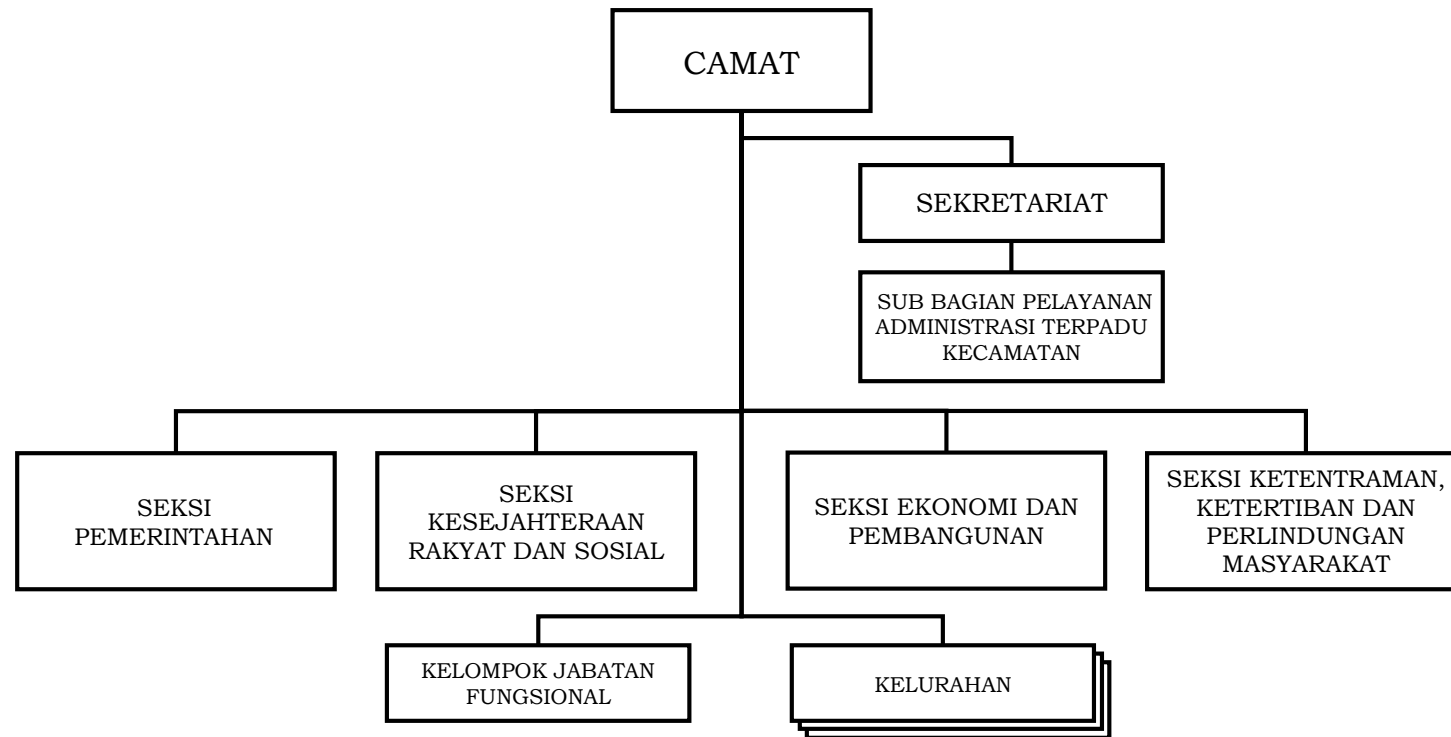 CAMAT
SEKRETARIAT
SUB BAGIAN PELAYANAN
ADMINISTRASI TERPADU
KECAMATAN
SEKSI
PEMERINTAHAN
SEKSI
KESEJAHTERAAN
RAKYAT DAN SOSIAL
SEKSI EKONOMI DAN
PEMBANGUNAN
SEKSI KETENTRAMAN,
KETERTIBAN DAN
PERLINDUNGAN
MASYARAKAT
KELOMPOK JABATAN
FUNGSIONAL
KELURAHAN